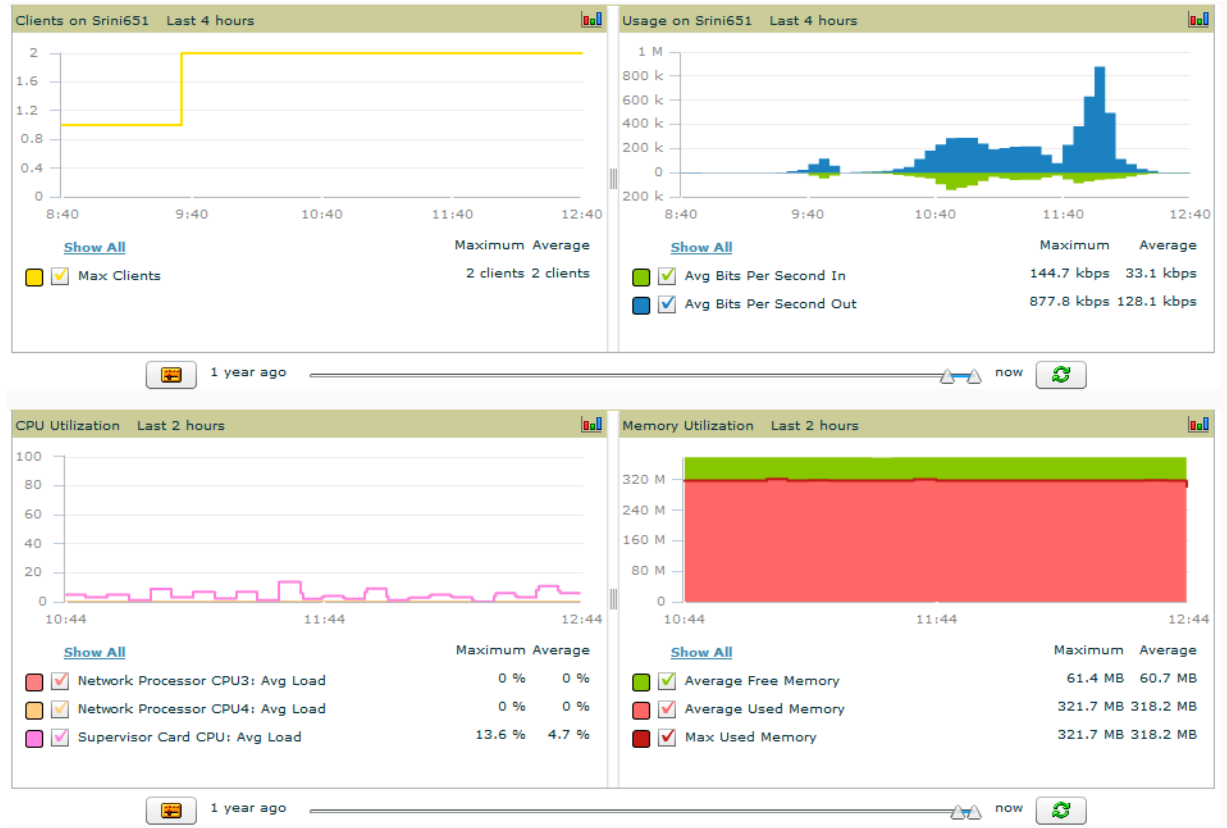 Clients on Srini651 Last 4 hours
2
1.6
1.2
0.8
0.4
0
8:40 9:40 10:40 11:40 12:40
Show All
Maximum Average
Max Clients 2 clients 2 clients
Usage on Srini651 Last 4 hours
1 M
800 k
600 k
400 k
200 k
0
200 k
8:40 9:40 10:40 11:40 12:40
Show All
Maximum Average
Avg Bits Per Second In 144.7 kbps 33.1 kbps
Avg Bits Per Second Out 877.8 kbps 128.1 kbps
1 year ago now
CPU Utilization Last 2 hours
100
80
60
40
20
0
10:44 11:44 12:44
Show All
Maximum Average
Network Processor CPU3: Avg Load 0 % 0 %
Network Processor CPU4: Avg Load 0 % 0 %
Supervisor Card CPU: Avg Load 13.6 % 4.7 %
Memory Utilization Last 2 hours
320 M
240 M
160 M
80 M
0
10:44 11:44 12:44
Show All
Maximum Average
Average Free Memory 61.4 MB 60.7 MB
Average Used Memory 321.7 MB 318.2 MB
Max Used Memory 321.7 MB 318.2 MB
1 year ago now